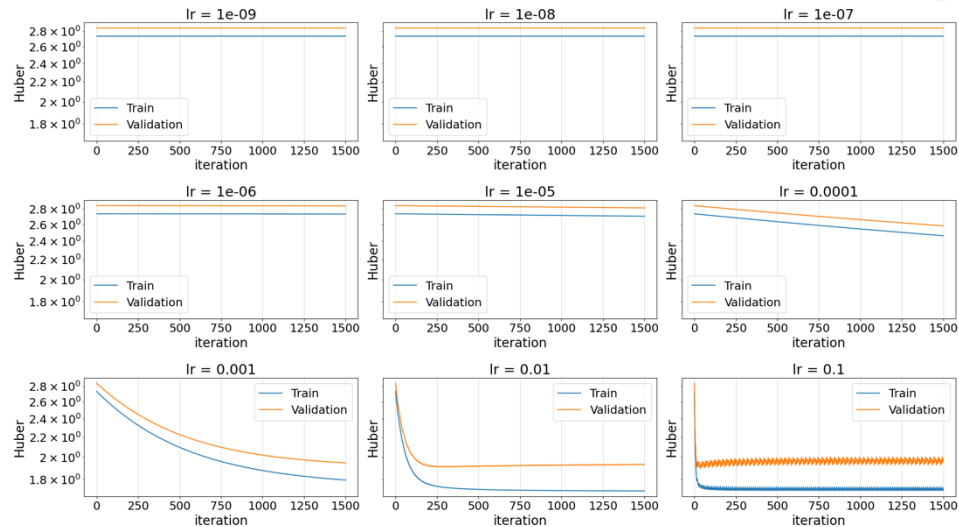 lr = 1e-09
lr = 1e-08
lr = 1e-07
Huber
2.8 × 10⁰
2.6 × 10⁰
2.4 × 10⁰
2.2 × 10⁰
2 × 10⁰
1.8 × 10⁰
Train
Validation
0 250 500 750 1000 1250 1500
iteration
Huber
Train
Validation
0 250 500 750 1000 1250 1500
iteration
Huber
Train
Validation
0 250 500 750 1000 1250 1500
iteration
lr = 1e-06
lr = 1e-05
lr = 0.0001
Huber
2.8 × 10⁰
2.6 × 10⁰
2.4 × 10⁰
2 × 10⁰
1.8 × 10⁰
Train
Validation
0 250 500 750 1000 1250 1500
iteration
Huber
Train
Validation
0 250 500 750 1000 1250 1500
iteration
Huber
Train
Validation
0 250 500 750 1000 1250 1500
iteration
lr = 0.001
lr = 0.01
lr = 0.1
Huber
2.8 × 10⁰
2.6 × 10⁰
2.4 × 10⁰
2.2 × 10⁰
2 × 10⁰
1.8 × 10⁰
Train
Validation
0 250 500 750 1000 1250 1500
iteration
Huber
Train
Validation
0 250 500 750 1000 1250 1500
iteration
Huber
Train
Validation
0 250 500 750 1000 1250 1500
iteration